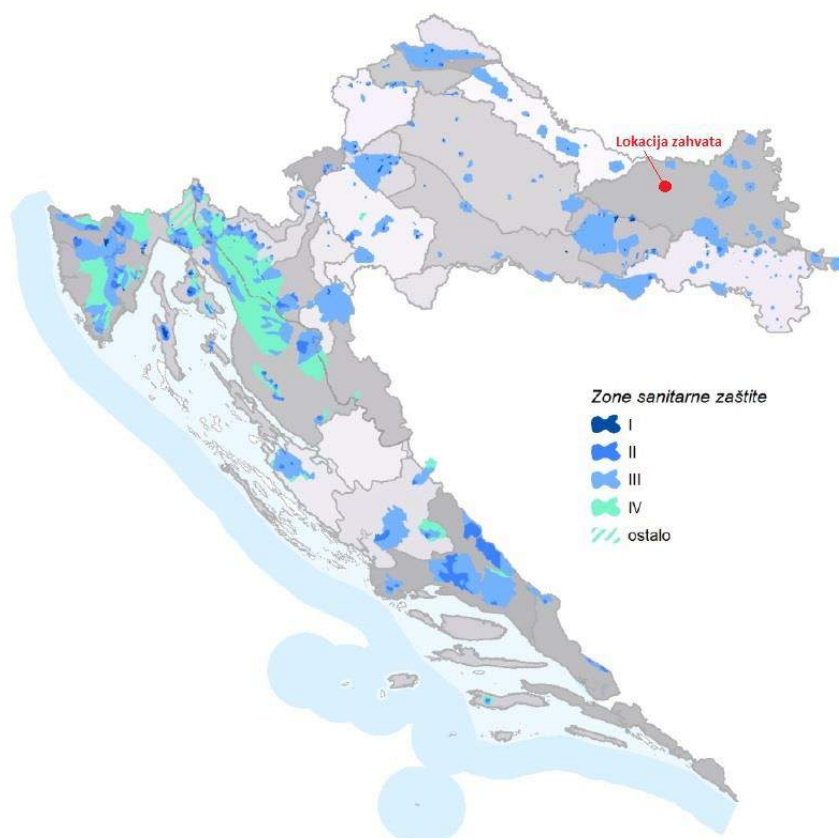 Lokacija zahvata
Zone sanitarne zaštite
I
II
III
IV
ostalo